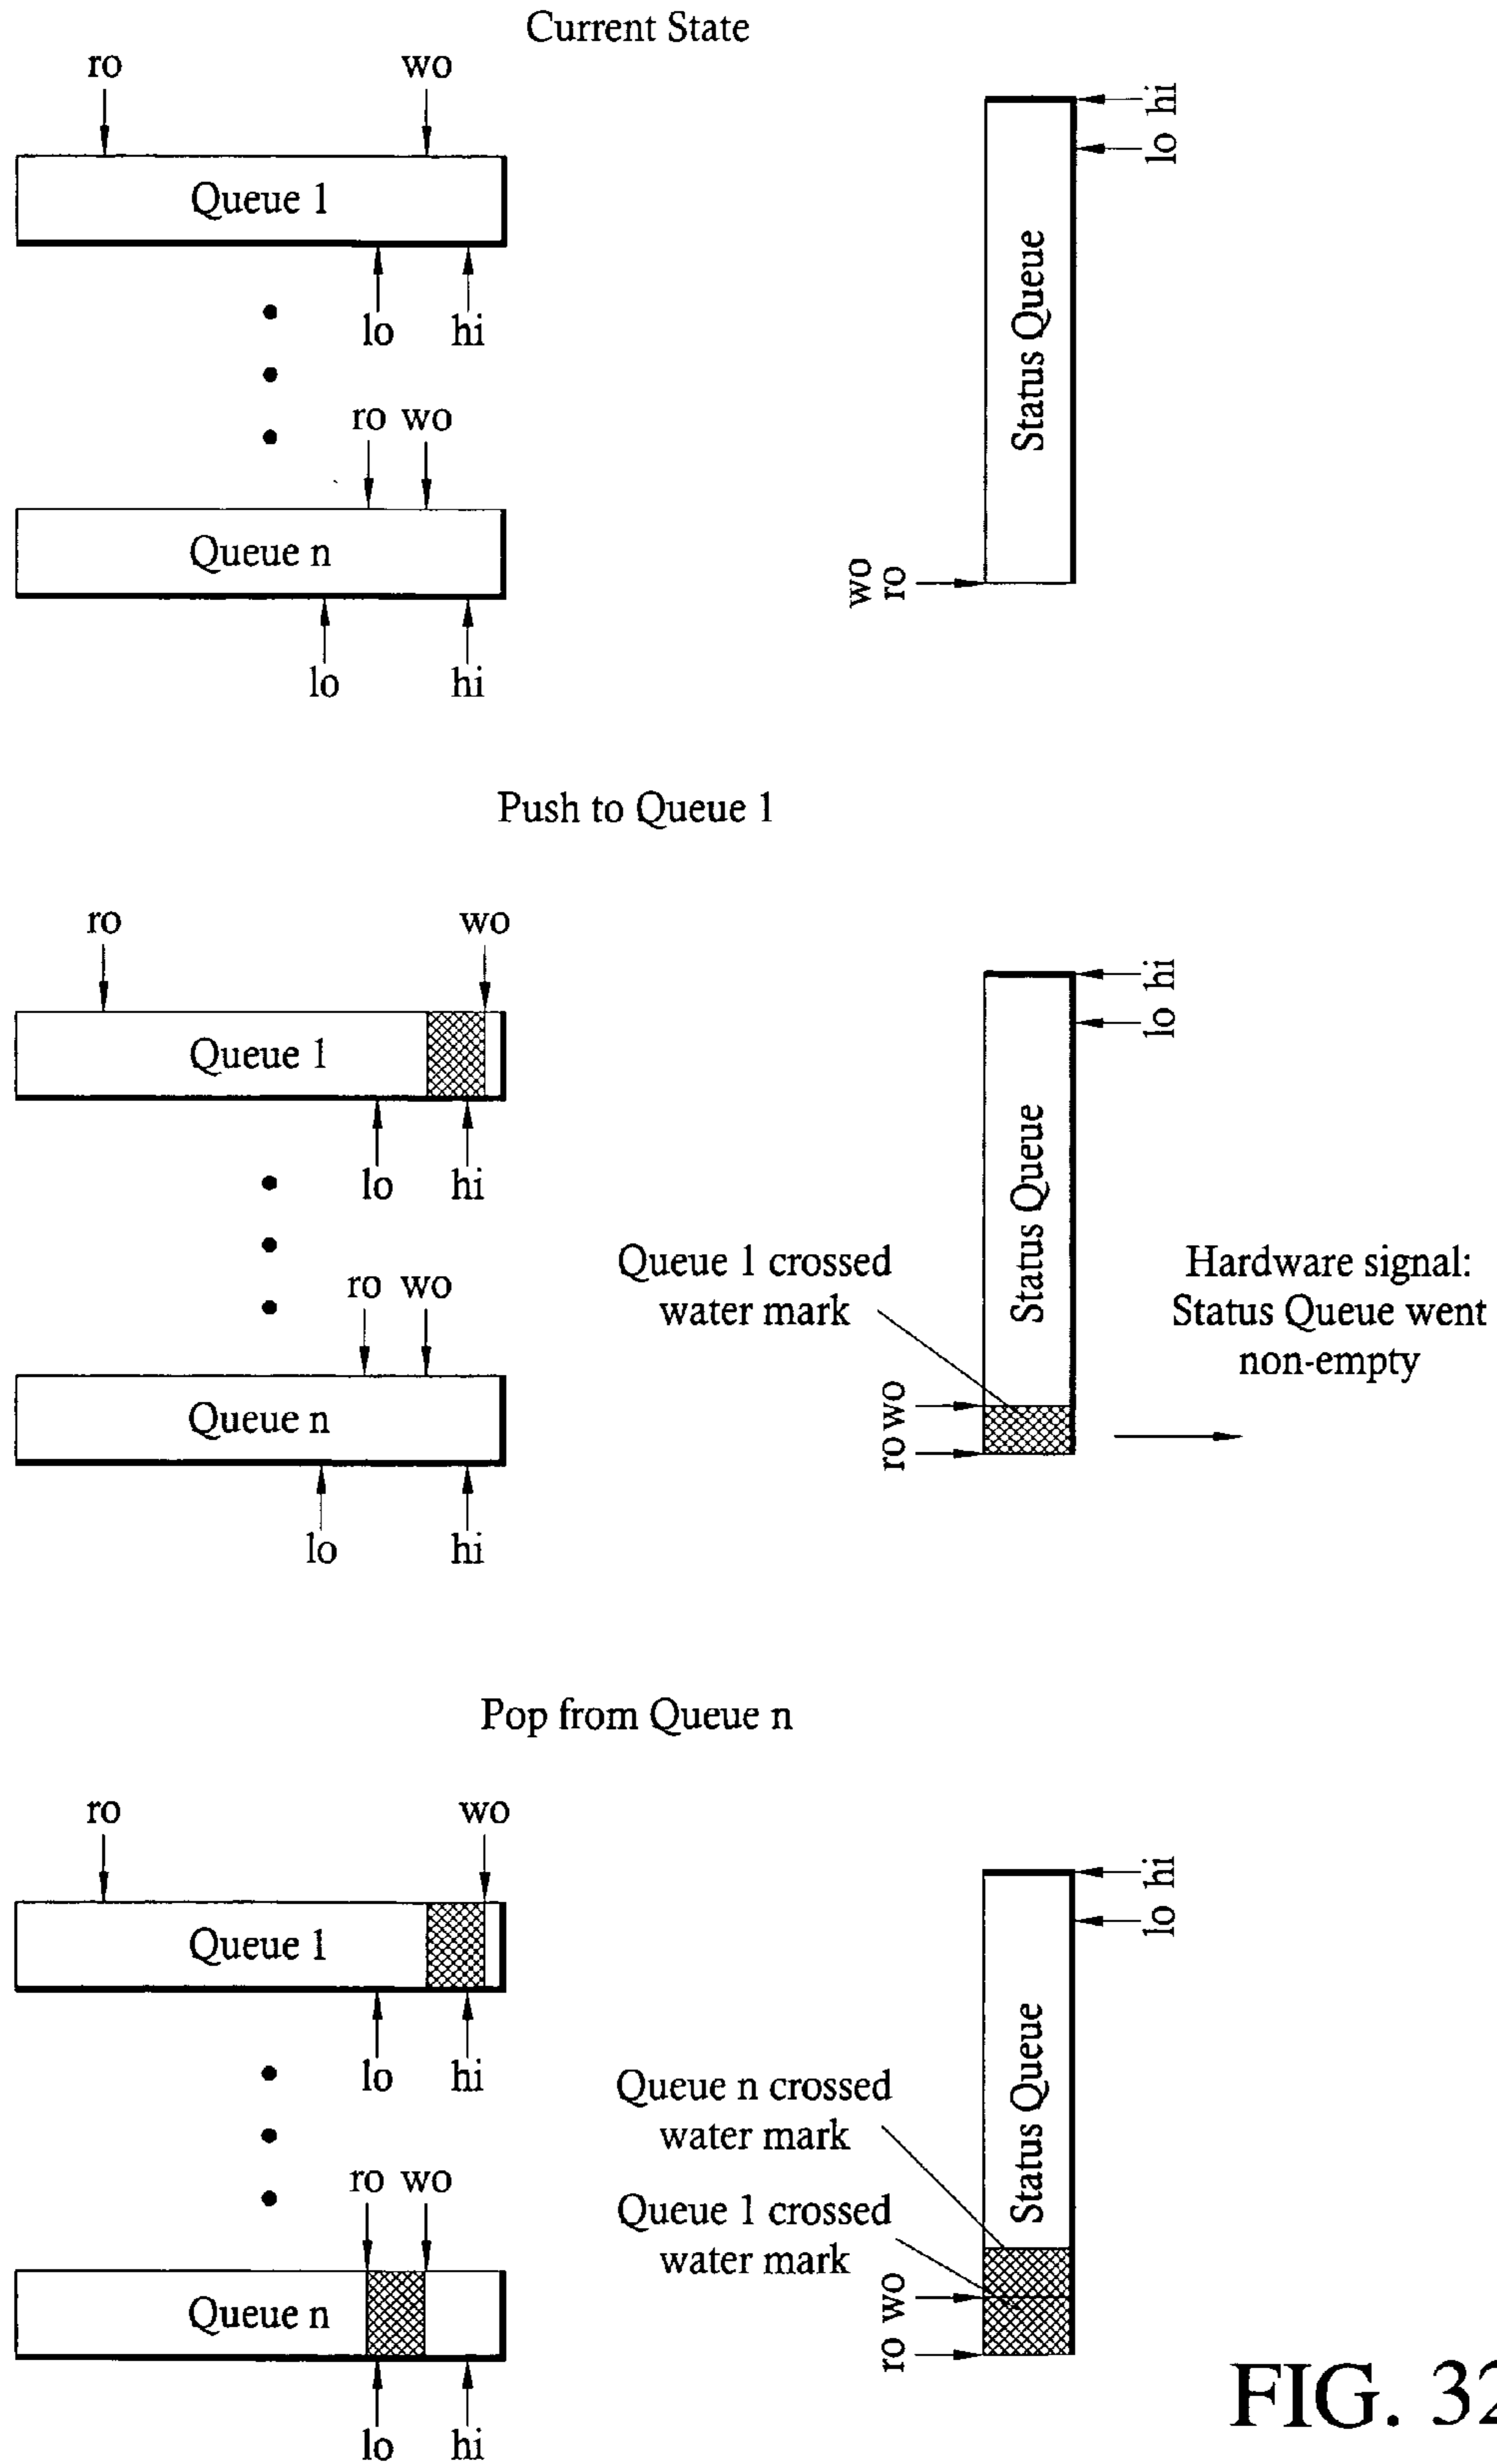 Current State
ro
wo
Queue 1
lo
hi
ro wo
Queue n
lo
hi
lo hi
Status Queue
wo
ro
Push to Queue 1
ro
wo
Queue 1
lo
hi
ro wo
Queue n
lo
hi
lo hi
Status Queue
Queue 1 crossed
water mark
ro wo
Hardware signal:
Status Queue went
non-empty
Pop from Queue n
ro
wo
Queue 1
lo
hi
ro wo
Queue n
lo
hi
lo hi
Status Queue
Queue n crossed
water mark
Queue 1 crossed
water mark
ro wo
FIG. 32